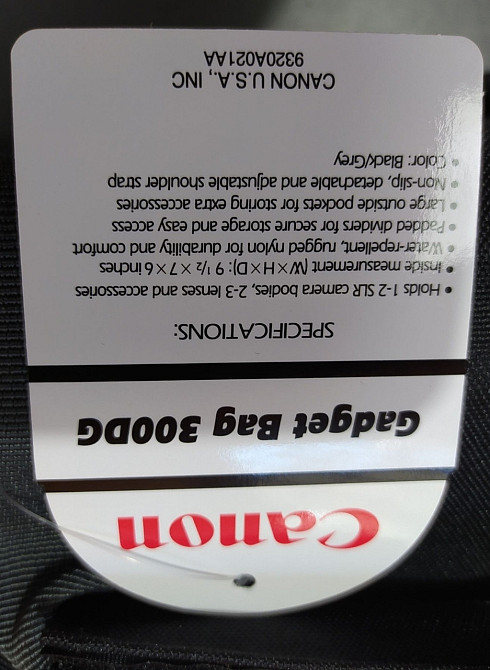 Canon
Gadget Bag 300DG
SPECIFICATIONS:
• Holds 1-2 SLR camera bodies, 2-3 lenses and accessories
• Inside measurement (W×H×D): 9 1/2 × 7 × 6 inches
• Water-repellent, rugged nylon for durability and comfort
• Padded dividers for secure storage and easy access
• Large outside pockets for storing extra accessories
• Non-slip, detachable and adjustable shoulder strap
• Color: Black/Grey
CANON U.S.A., INC
9320A021AA